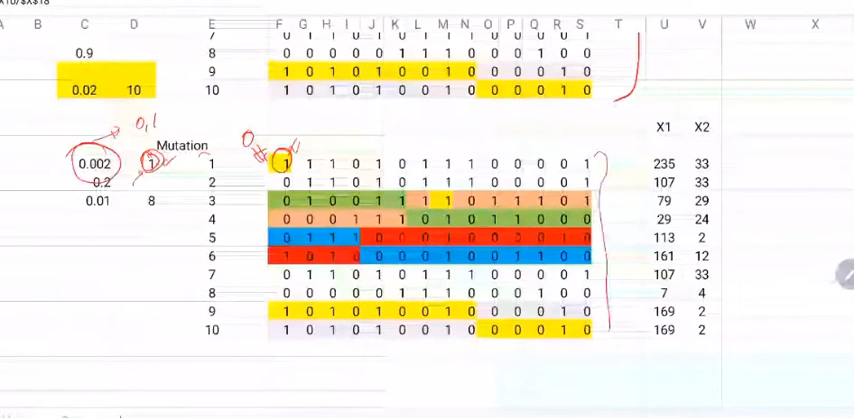 A B C D E F G H I J K L M N O P Q R S T U V W X
0.9 8 0 0 0 0 0 1 1 1 0 0 0 1 0 0
9 1 0 1 0 1 0 0 1 0 0 0 0 1 0
0.02 10 10 1 0 1 0 1 0 0 1 0 0 0 0 1 0
0,1
X1 X2
Mutation
0
0.002 1 1 1 1 1 0 1 0 1 1 1 0 0 0 0 1 235 33
0.2 2 0 1 1 0 1 0 1 1 1 0 0 0 0 1 107 33
0.01 8 3 0 1 0 0 1 1 1 1 0 1 1 1 0 1 79 29
4 0 0 0 1 1 1 0 1 0 1 1 0 0 0 29 24
5 0 1 1 1 0 0 0 1 0 0 0 0 1 0 113 2
6 1 0 1 0 0 0 0 1 0 0 1 1 0 0 161 12
7 0 1 1 0 1 0 1 1 1 0 0 0 0 1 107 33
8 0 0 0 0 0 1 1 1 0 0 0 1 0 0 7 4
9 1 0 1 0 1 0 0 1 0 0 0 0 1 0 169 2
10 1 0 1 0 1 0 0 1 0 0 0 0 1 0 169 2